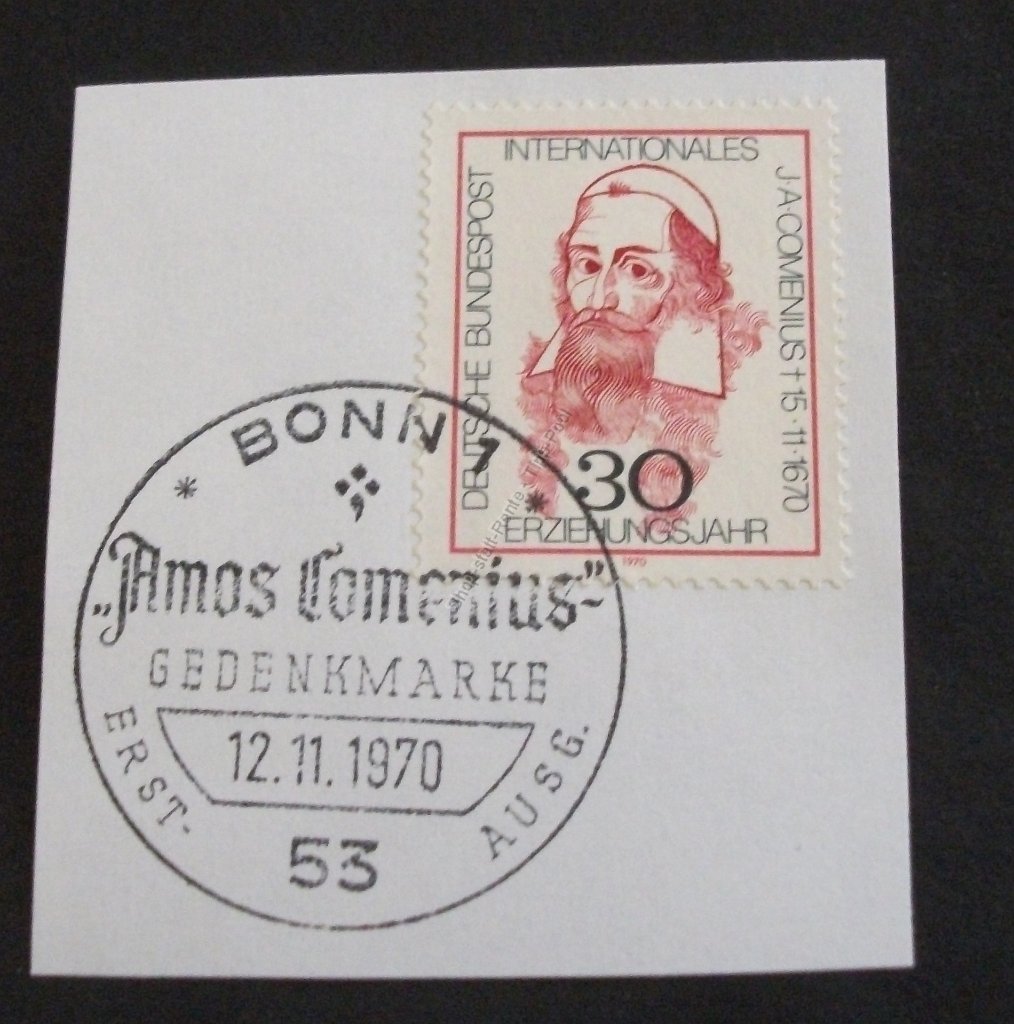 INTERNATIONALES
DEUTSCHE BUNDESPOST
J·A·COMENIUS † 15·11·1670
30
ERZIEHUNGSJAHR
1970
BONN 1
„Amos Comenius"-
GEDENKMARKE
12.11.1970
ERST-
AUSG.
53